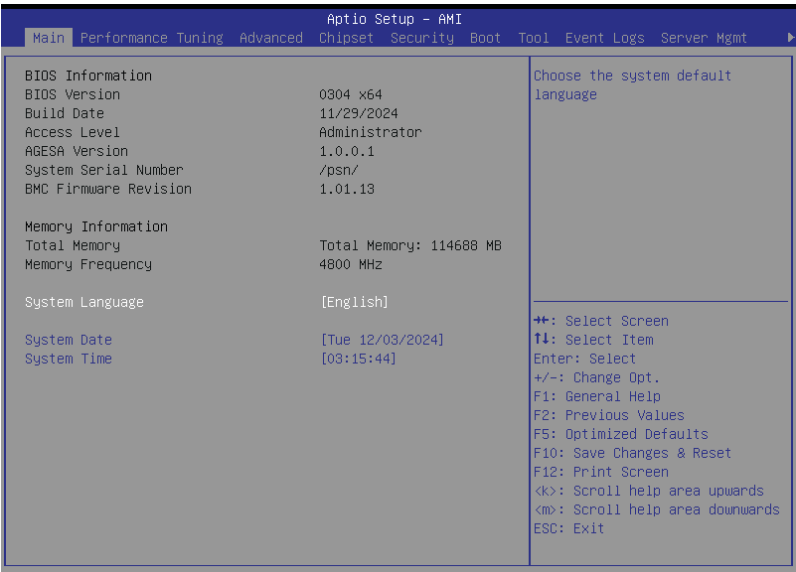 Aptio Setup – AMI
Main Performance Tuning Advanced Chipset Security Boot Tool Event Logs Server Mgmt
BIOS Information
BIOS Version 0304 x64
Build Date 11/29/2024
Access Level Administrator
AGESA Version 1.0.0.1
System Serial Number /psn/
BMC Firmware Revision 1.01.13
Memory Information
Total Memory Total Memory: 114688 MB
Memory Frequency 4800 MHz
System Language [English]
System Date [Tue 12/03/2024]
System Time [03:15:44]
Choose the system default
language
→←: Select Screen
↑↓: Select Item
Enter: Select
+/-: Change Opt.
F1: General Help
F2: Previous Values
F5: Optimized Defaults
F10: Save Changes & Reset
F12: Print Screen
<k>: Scroll help area upwards
<m>: Scroll help area downwards
ESC: Exit